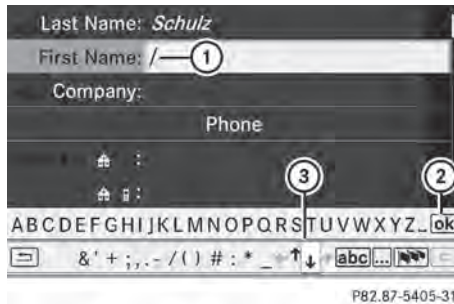 Last Name: Schulz
First Name: /
1
Company:
Phone
:
:
3
2
ABCDEFGHIJKLMNOPQRSTUVWXYZ_ ok
& ' + ; , . - / ( ) # : * _ ↑ ↓ abc ...
P82.87-5405-31